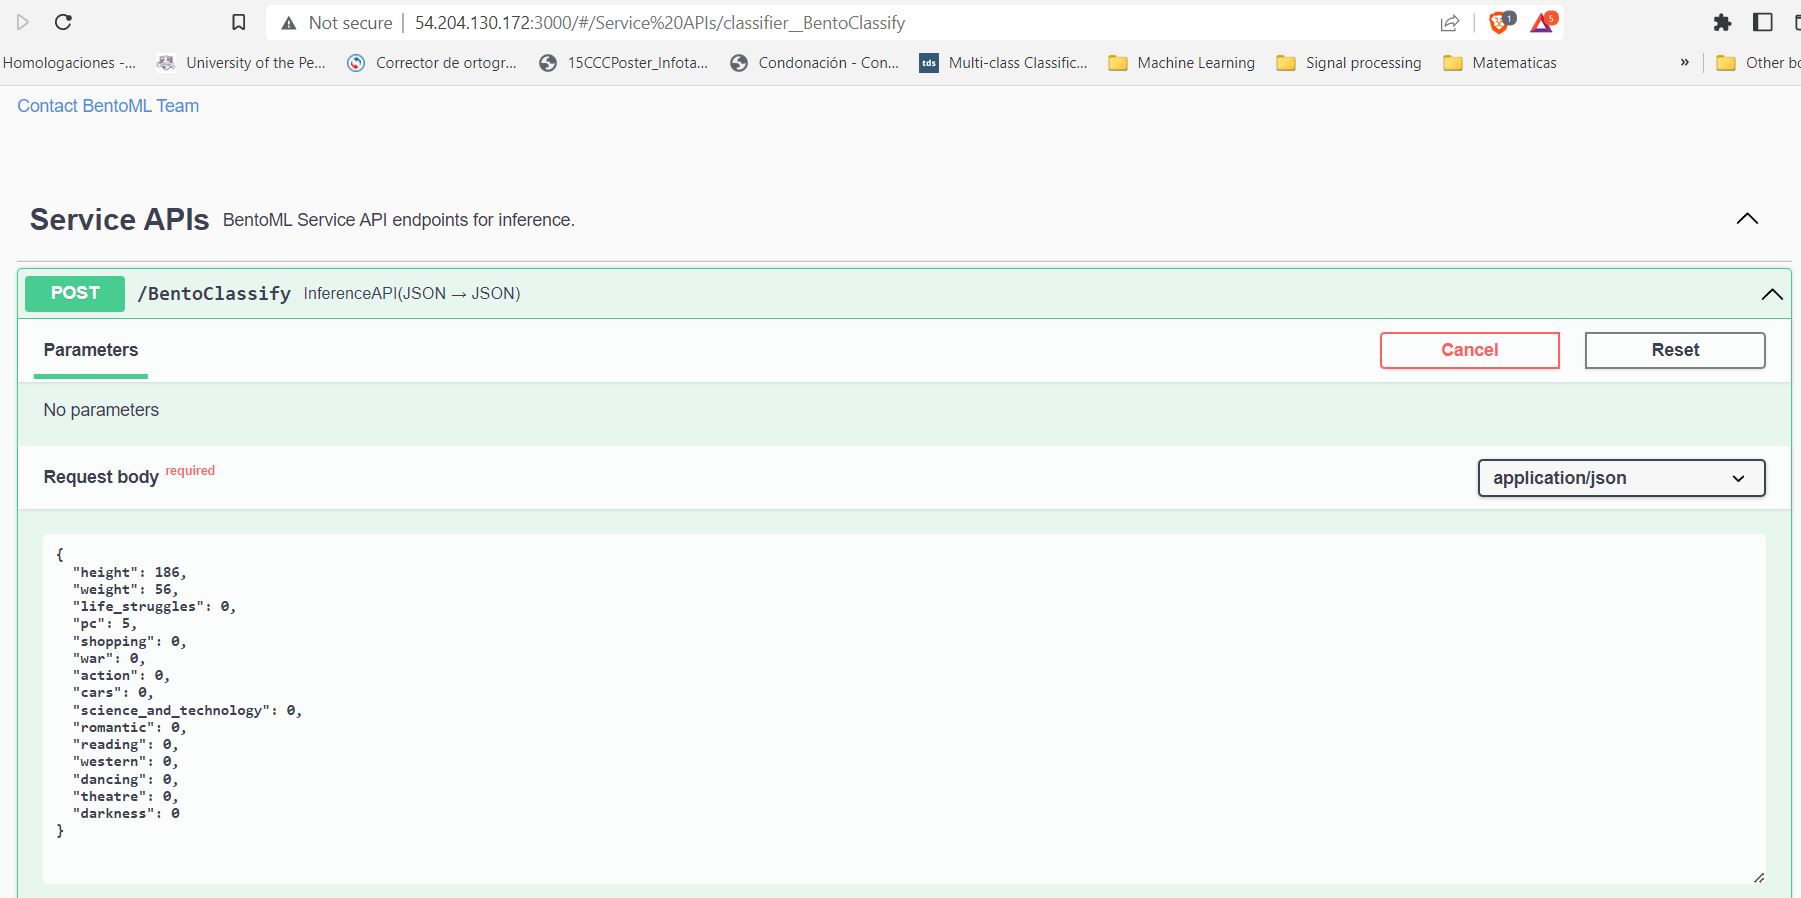 Not secure 54.204.130.172:3000/#/Service%20APIs/classifier__BentoClassify 1 5
Homologaciones -... University of the Pe... Corrector de ortogr... 15CCCPoster_Infota... Condonación - Con... tds Multi-class Classific... Machine Learning Signal processing Matematicas » Other bo
Contact BentoML Team
Service APIs BentoML Service API endpoints for inference.
POST /BentoClassify InferenceAPI(JSON → JSON)
Parameters Cancel Reset
No parameters
Request body required application/json
{
"height": 186,
"weight": 56,
"life_struggles": 0,
"pc": 5,
"shopping": 0,
"war": 0,
"action": 0,
"cars": 0,
"science_and_technology": 0,
"romantic": 0,
"reading": 0,
"western": 0,
"dancing": 0,
"theatre": 0,
"darkness": 0
}